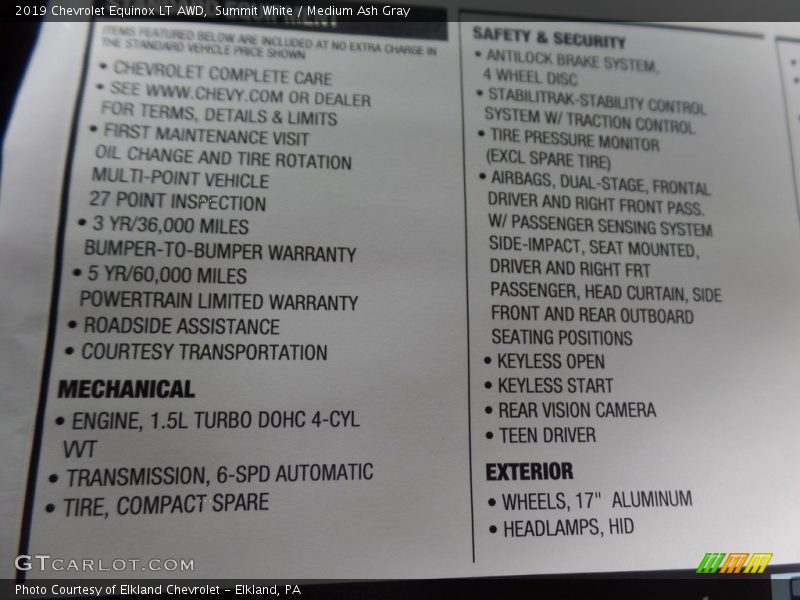 2019 Chevrolet Equinox LT AWD, Summit White / Medium Ash Gray
EQUIPMENT
ITEMS FEATURED BELOW ARE INCLUDED AT NO EXTRA CHARGE IN
THE STANDARD VEHICLE PRICE SHOWN
• CHEVROLET COMPLETE CARE
• SEE WWW.CHEVY.COM OR DEALER
FOR TERMS, DETAILS & LIMITS
• FIRST MAINTENANCE VISIT
OIL CHANGE AND TIRE ROTATION
MULTI-POINT VEHICLE
27 POINT INSPECTION
• 3 YR/36,000 MILES
BUMPER-TO-BUMPER WARRANTY
• 5 YR/60,000 MILES
POWERTRAIN LIMITED WARRANTY
• ROADSIDE ASSISTANCE
• COURTESY TRANSPORTATION
MECHANICAL
• ENGINE, 1.5L TURBO DOHC 4-CYL
VVT
• TRANSMISSION, 6-SPD AUTOMATIC
• TIRE, COMPACT SPARE
SAFETY & SECURITY
• ANTILOCK BRAKE SYSTEM,
4 WHEEL DISC
• STABILITRAK-STABILITY CONTROL
SYSTEM W/ TRACTION CONTROL
• TIRE PRESSURE MONITOR
(EXCL SPARE TIRE)
• AIRBAGS, DUAL-STAGE, FRONTAL
DRIVER AND RIGHT FRONT PASS.
W/ PASSENGER SENSING SYSTEM
SIDE-IMPACT, SEAT MOUNTED,
DRIVER AND RIGHT FRT
PASSENGER, HEAD CURTAIN, SIDE
FRONT AND REAR OUTBOARD
SEATING POSITIONS
• KEYLESS OPEN
• KEYLESS START
• REAR VISION CAMERA
• TEEN DRIVER
EXTERIOR
• WHEELS, 17" ALUMINUM
• HEADLAMPS, HID
GTCARLOT.COM
Photo Courtesy of Elkland Chevrolet - Elkland, PA